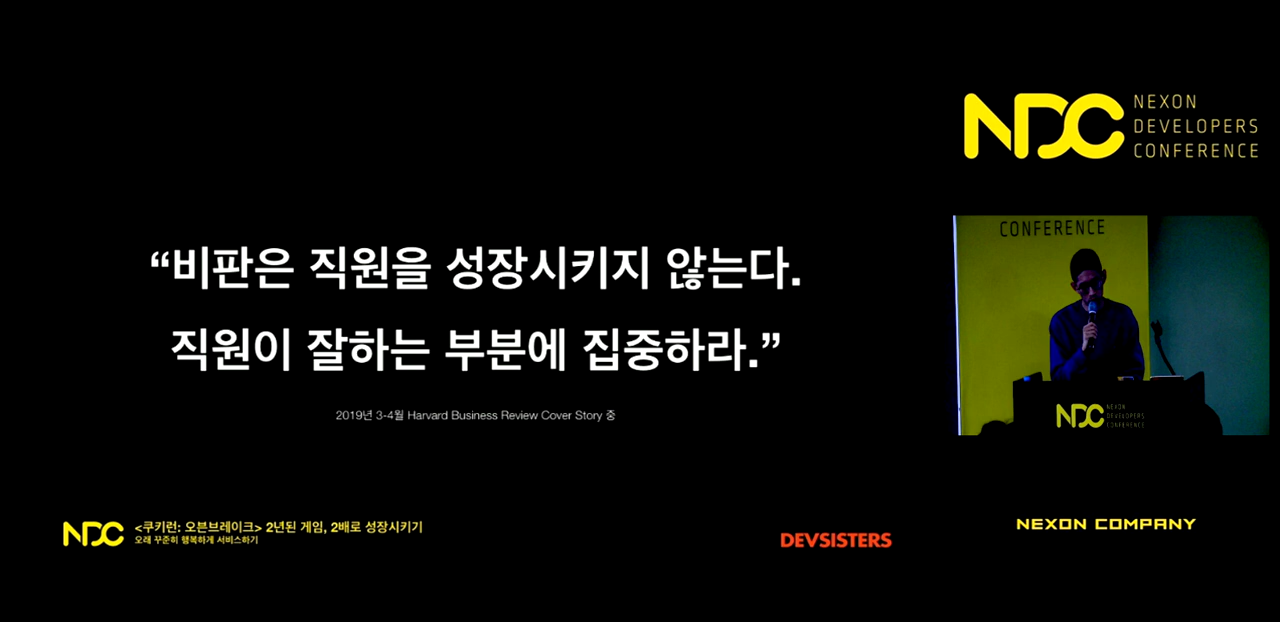 NDC NEXON
DEVELOPERS
CONFERENCE
CONFERENCE
“비판은 직원을 성장시키지 않는다.
직원이 잘하는 부분에 집중하라.”
2019년 3-4월 Harvard Business Review Cover Story 중
NDC NEXON
DEVELOPERS
CONFERENCE
NDC <쿠키런: 오븐브레이크> 2년된 게임, 2배로 성장시키기
오래 꾸준히 행복하게 서비스하기
DEVSISTERS
NEXON COMPANY